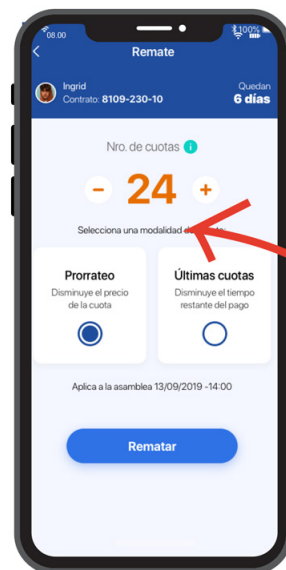 08.00
100%
Remate
Ingrid
Contrato: 8109-230-10
Quedan
6 días
Nro. de cuotas i
- 24 +
Selecciona una modalidad
Prorrateo
Disminuye el precio
de la cuota
Últimas cuotas
Disminuye el tiempo
restante del pago
Aplica a la asamblea 13/09/2019 -14:00
Rematar